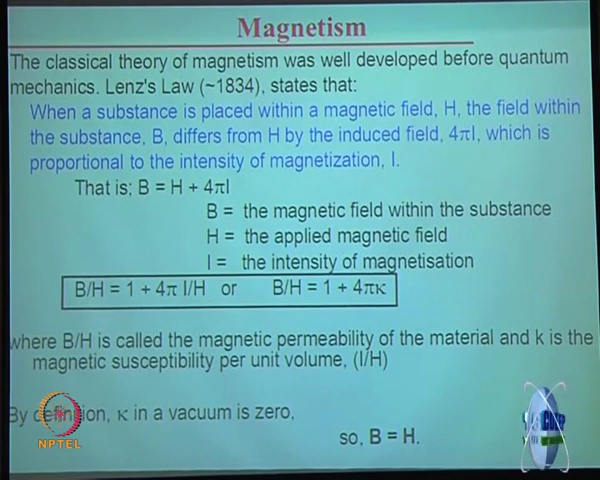 Magnetism
The classical theory of magnetism was well developed before quantum
mechanics. Lenz's Law (~1834), states that:
When a substance is placed within a magnetic field, H, the field within
the substance, B, differs from H by the induced field, 4πI, which is
proportional to the intensity of magnetization, I.
That is; B = H + 4πI
B = the magnetic field within the substance
H = the applied magnetic field
I = the intensity of magnetisation
B/H = 1 + 4π I/H or B/H = 1 + 4πκ
where B/H is called the magnetic permeability of the material and k is the
magnetic susceptibility per unit volume, (I/H)
By definition, κ in a vacuum is zero,
so, B = H.
NPTEL